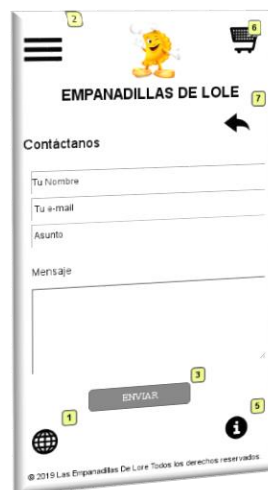 2
6
EMPANADILLAS DE LOLE
7
Contáctanos
Tu Nombre
Tu e-mail
Asunto
Mensaje
3
ENVIAR
1
5
© 2019 Las Empanadillas De Lore Todos los derechos reservados